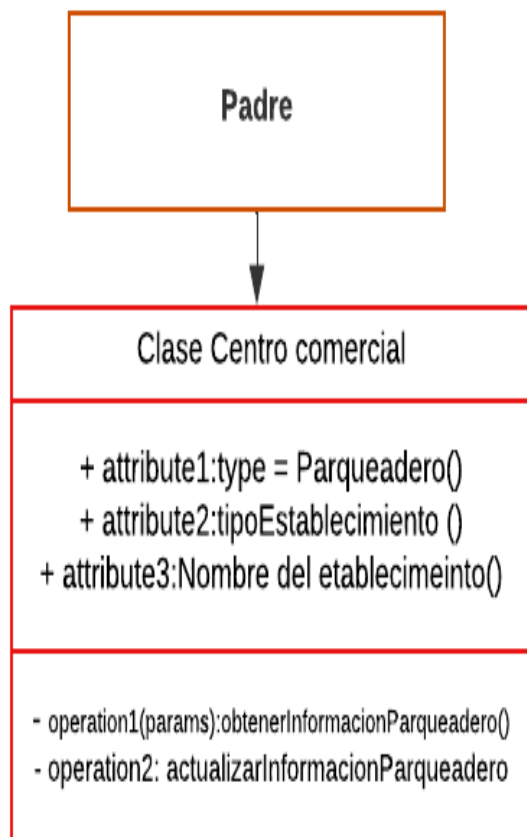 Padre
Clase Centro comercial
+ attribute1:type = Parqueadero()
+ attribute2:tipoEstablecimiento ()
+ attribute3:Nombre del etablecimeinto()
- operation1(params):obtenerInformacionParqueadero()
- operation2: actualizarInformacionParqueadero